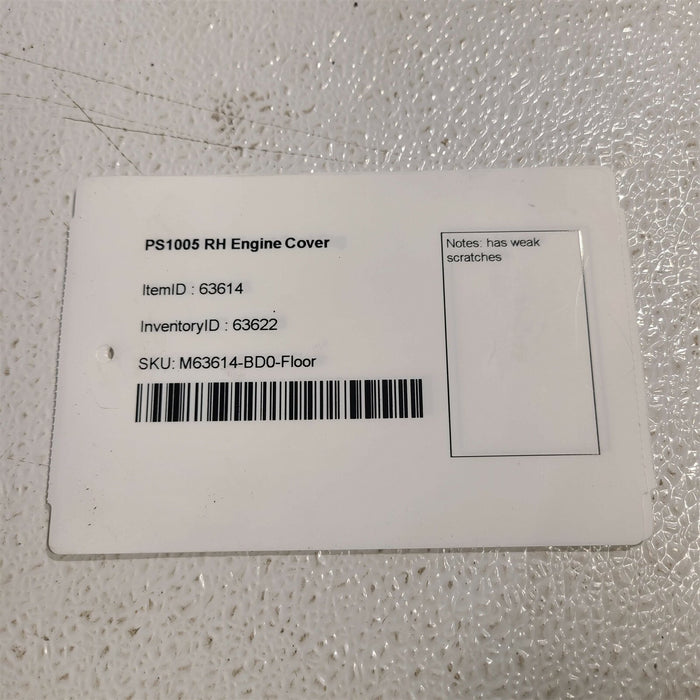 PS1005 RH Engine Cover
ItemID : 63614
InventoryID : 63622
SKU: M63614-BD0-Floor
Notes: has weak
scratches